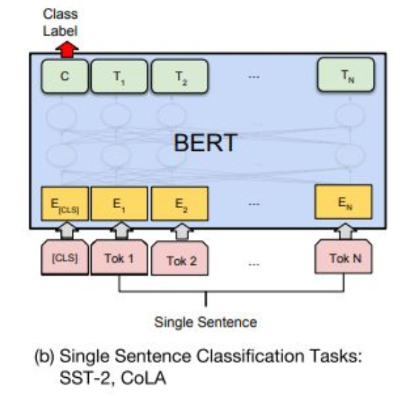 Class
Label
C T1 T2 ... TN
BERT
E[CLS] E1 E2 ... EN
[CLS] Tok 1 Tok 2 ... Tok N
Single Sentence
(b) Single Sentence Classification Tasks:
SST-2, CoLA